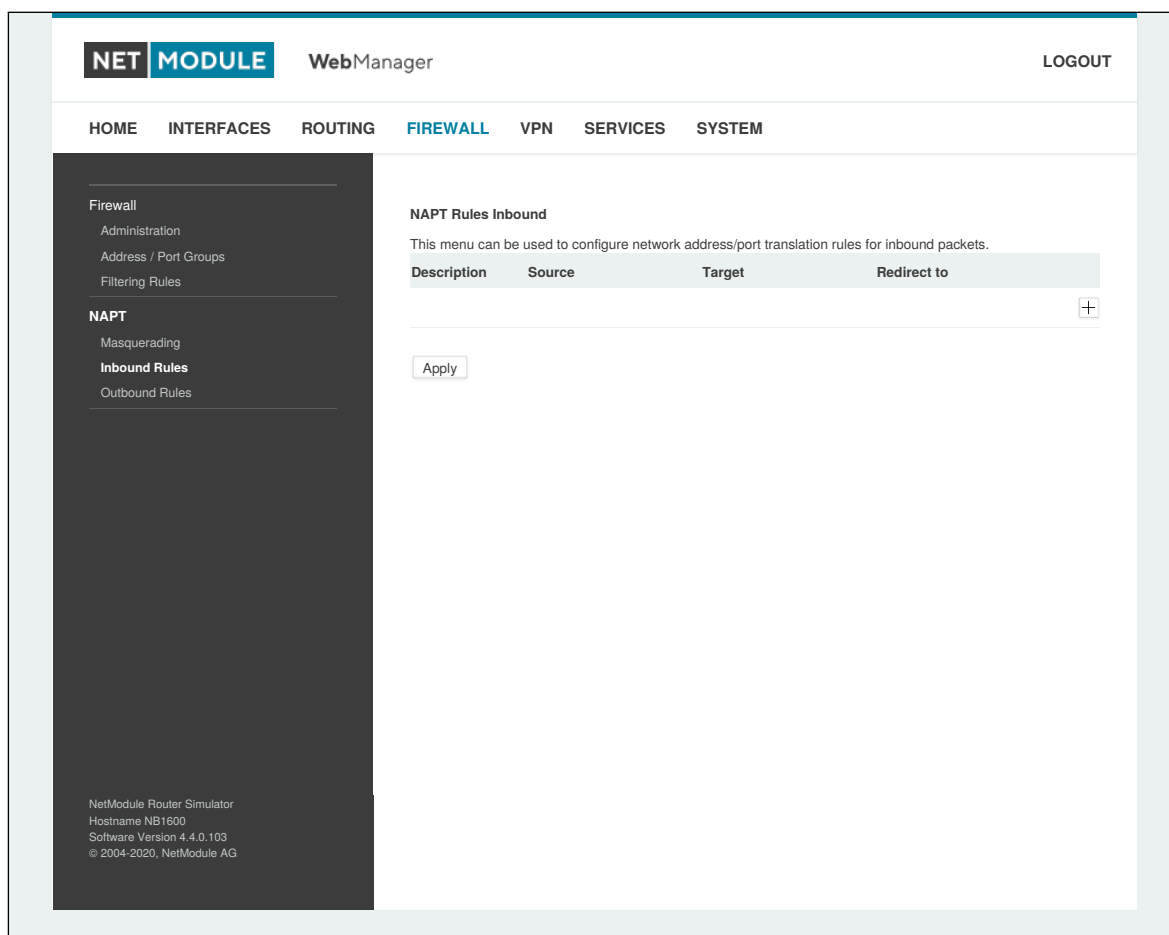 NET MODULE WebManager LOGOUT
HOME INTERFACES ROUTING FIREWALL VPN SERVICES SYSTEM
Firewall
Administration
Address / Port Groups
Filtering Rules
NAPT
Masquerading
Inbound Rules
Outbound Rules
NAPT Rules Inbound
This menu can be used to configure network address/port translation rules for inbound packets.
Description Source Target Redirect to
Apply
NetModule Router Simulator
Hostname NB1600
Software Version 4.4.0.103
© 2004-2020, NetModule AG